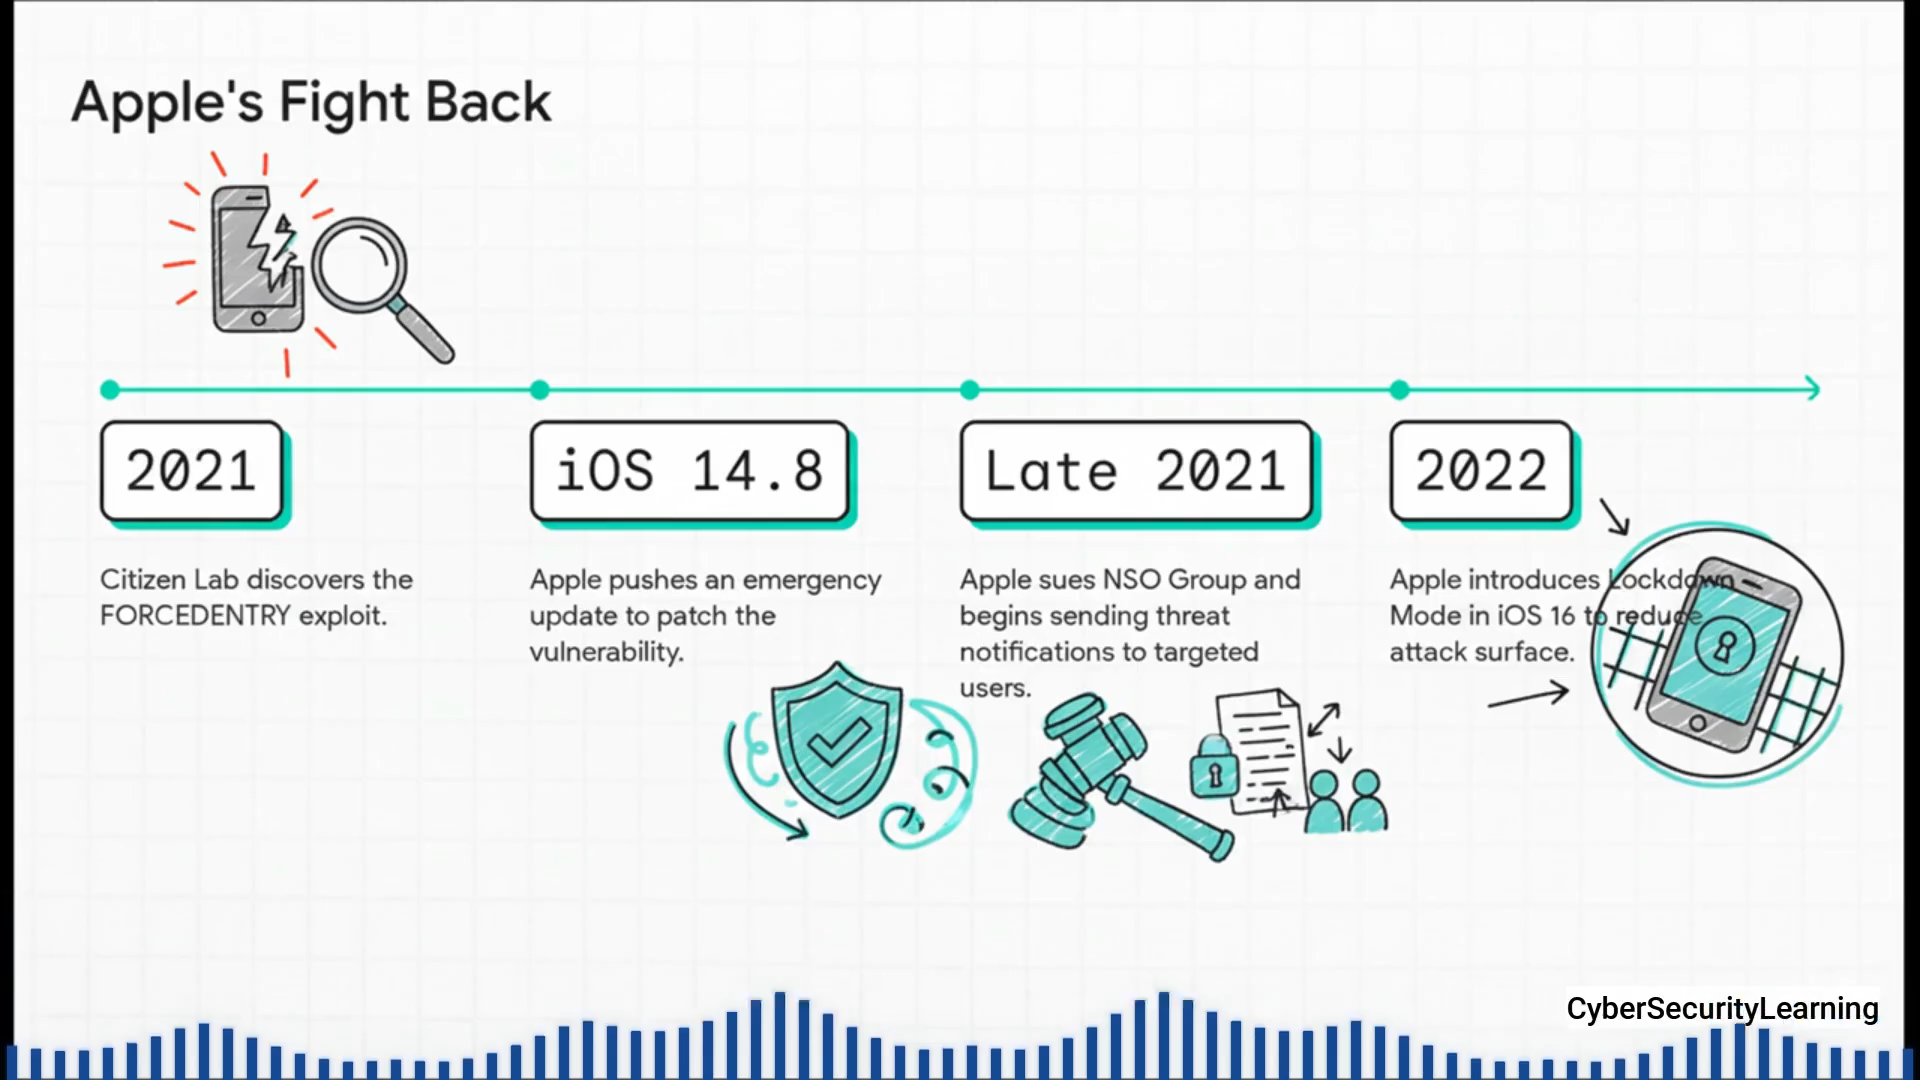 Apple's Fight Back
2021
Citizen Lab discovers the
FORCEDENTRY exploit.
iOS 14.8
Apple pushes an emergency
update to patch the
vulnerability.
Late 2021
Apple sues NSO Group and
begins sending threat
notifications to targeted
users.
2022
Apple introduces Lockdown
Mode in iOS 16 to reduce
attack surface.
CyberSecurityLearning